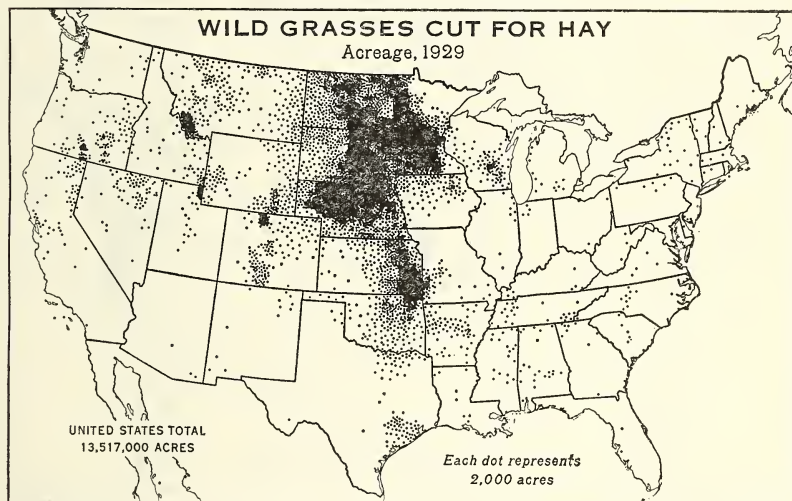 WILD GRASSES CUT FOR HAY
Acreage, 1929
UNITED STATES TOTAL
13,517,000 ACRES
Each dot represents
2,000 acres